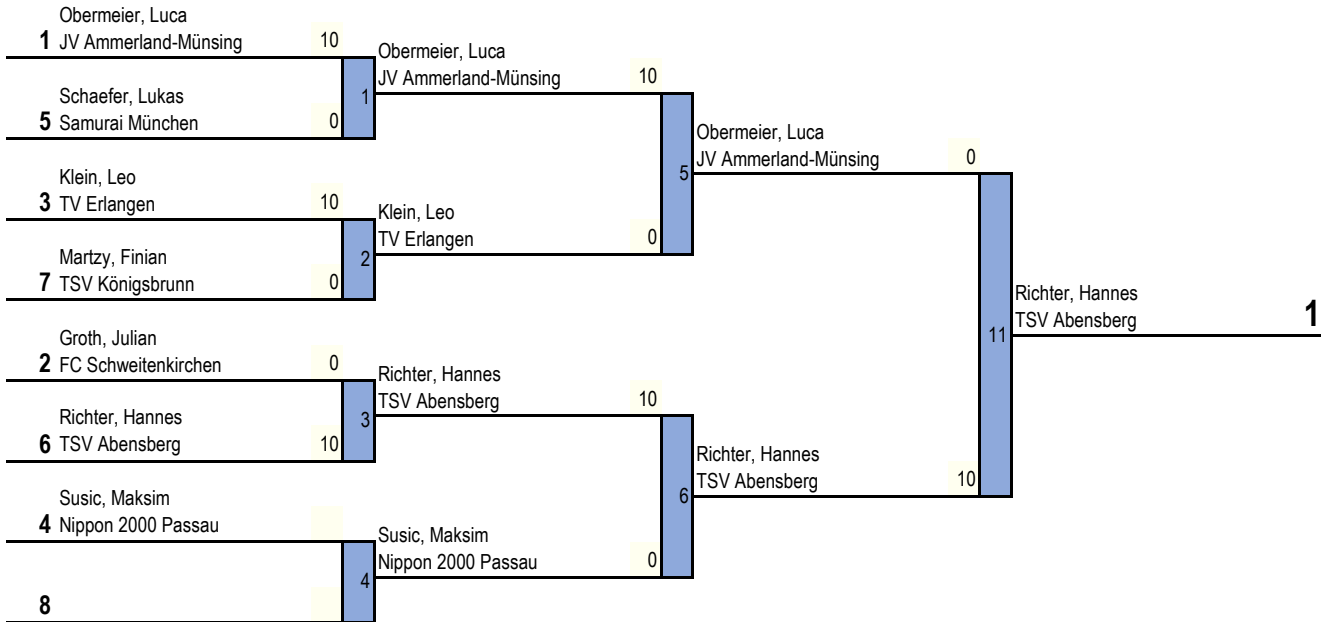 Obermeier, Luca
1 JV Ammerland-Münsing 10
Obermeier, Luca
JV Ammerland-Münsing 10
1
Schaefer, Lukas
5 Samurai München 0
Obermeier, Luca
JV Ammerland-Münsing 0
5
Klein, Leo
3 TV Erlangen 10
Klein, Leo
TV Erlangen 0
2
Martzy, Finian
7 TSV Königsbrunn 0
Richter, Hannes
TSV Abensberg 1
11
Groth, Julian
2 FC Schweitenkirchen 0
Richter, Hannes
TSV Abensberg 10
3
Richter, Hannes
6 TSV Abensberg 10
Richter, Hannes
TSV Abensberg 10
6
Susic, Maksim
4 Nippon 2000 Passau
Susic, Maksim
Nippon 2000 Passau 0
4
8